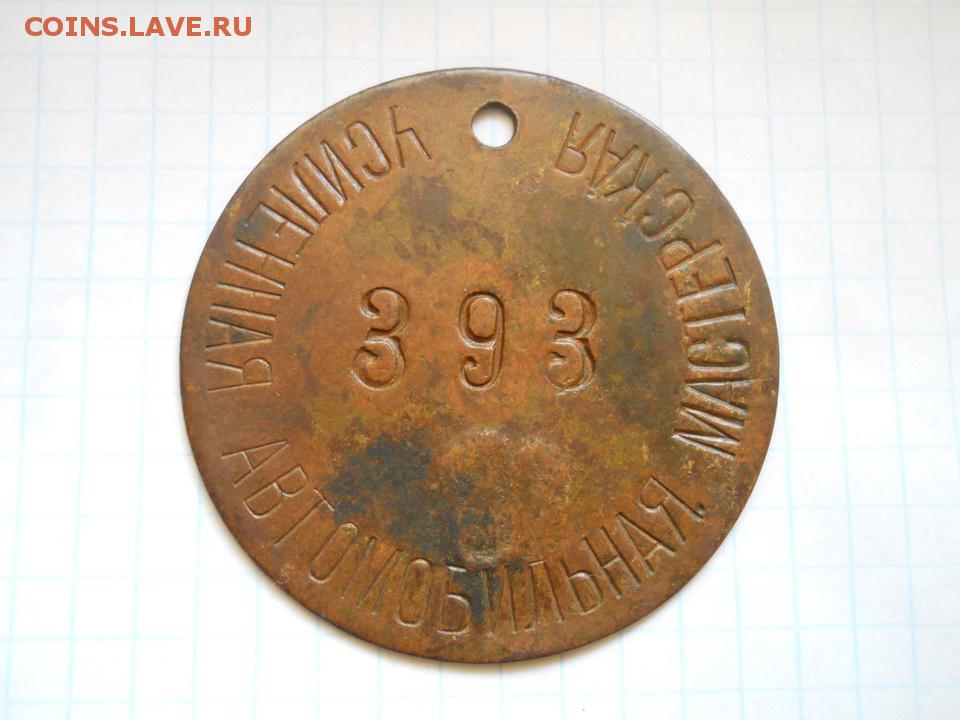 COINS.LAVE.RU
УСИЛЕННАЯ АВТОМОБИЛЬНАЯ. МАСТЕРСКАЯ
393